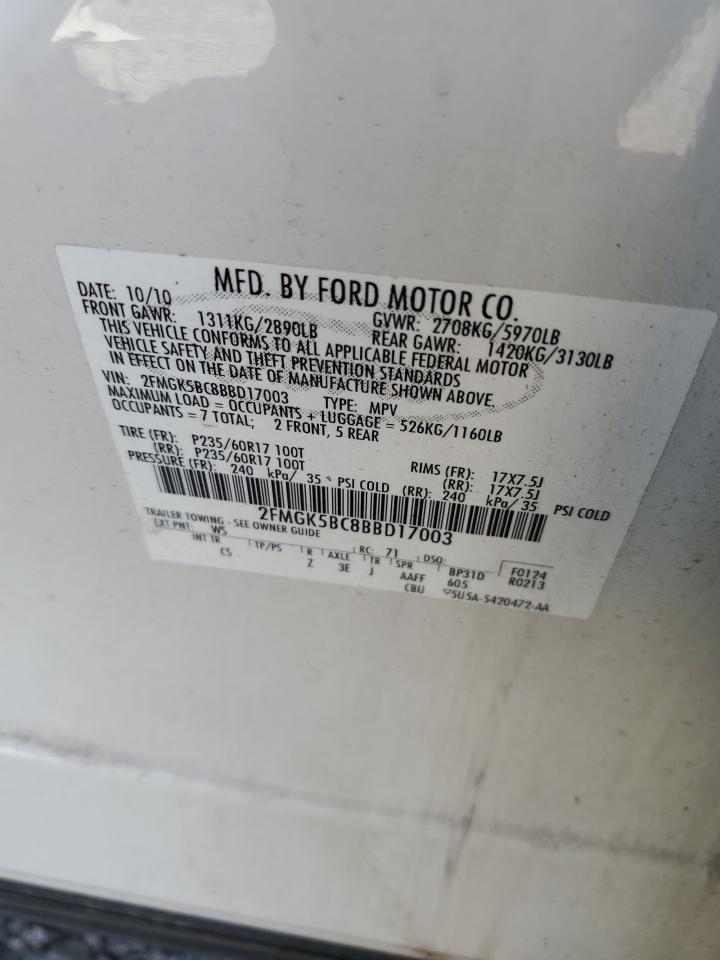 MFD. BY FORD MOTOR CO.
DATE: 10/10 GVWR: 2708KG/5970LB
FRONT GAWR: 1311KG/2890LB REAR GAWR: 1420KG/3130LB
THIS VEHICLE CONFORMS TO ALL APPLICABLE FEDERAL MOTOR
VEHICLE SAFETY AND THEFT PREVENTION STANDARDS
IN EFFECT ON THE DATE OF MANUFACTURE SHOWN ABOVE.
VIN: 2FMGK5BC8BBD17003 TYPE: MPV
MAXIMUM LOAD = OCCUPANTS + LUGGAGE = 526KG/1160LB
OCCUPANTS = 7 TOTAL; 2 FRONT, 5 REAR
TIRE (FR): P235/60R17 100T RIMS (FR): 17X7.5J
(RR): P235/60R17 100T (RR): 17X7.5J
PRESSURE (FR): 240 kPa/ 35 PSI COLD (RR): 240 kPa/35 PSI COLD
2FMGK5BC8BBD17003
TRAILER TOWING - SEE OWNER GUIDE
EXT PNT: WS RC: 71 DSO:
INT TR TP/PS R AXLE TR SPR BP31D F0124
CS Z 3E J AAFF 605 R0213
CBU 5U5A-5420472-AA